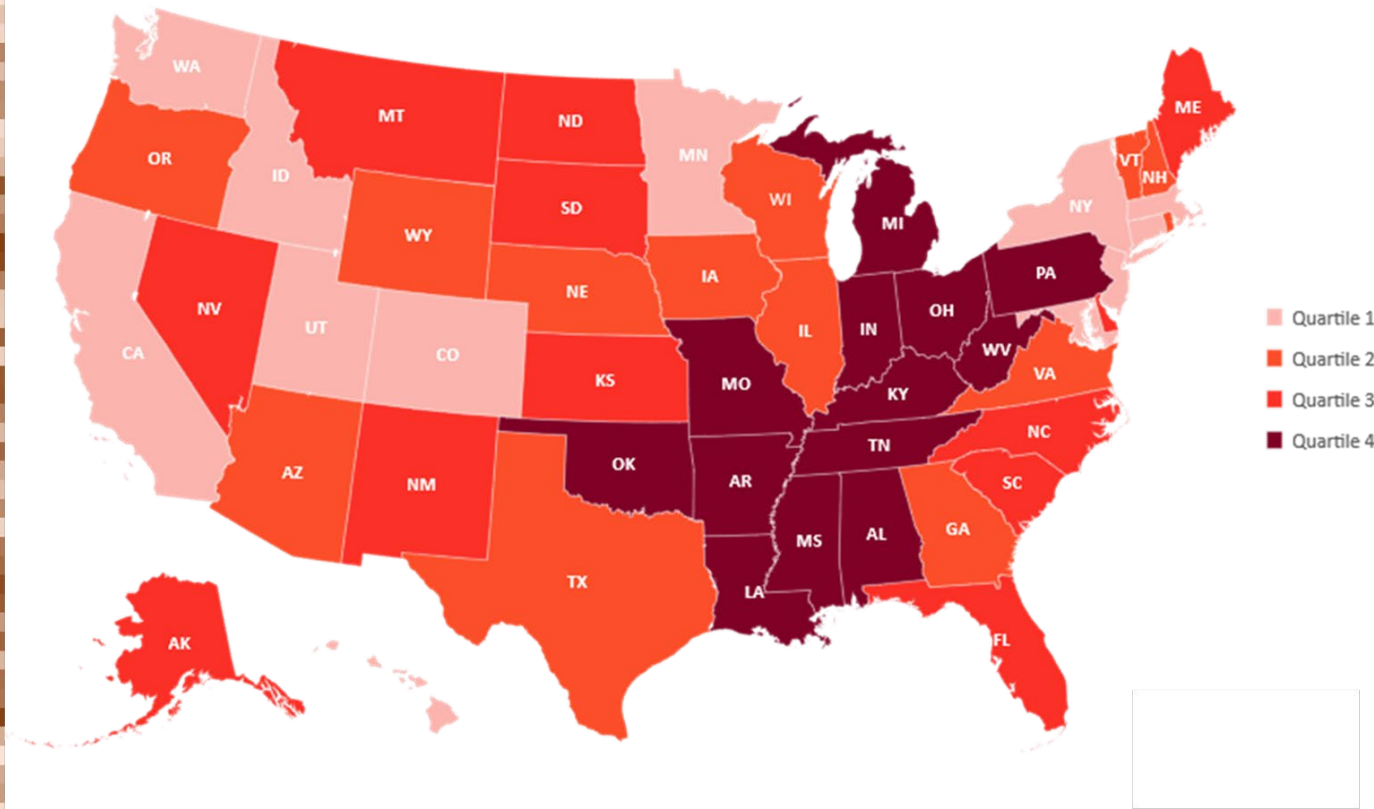 WA
MT
ND
MN
ME
OR
ID
SD
WI
VT
NH
NY
MI
WY
IA
NE
PA
NV
UT
CO
IL
IN
OH
Quartile 1
CA
KS
MO
WV
VA
Quartile 2
KY
Quartile 3
NC
TN
Quartile 4
AZ
NM
OK
AR
SC
MS
AL
GA
TX
LA
AK
FL